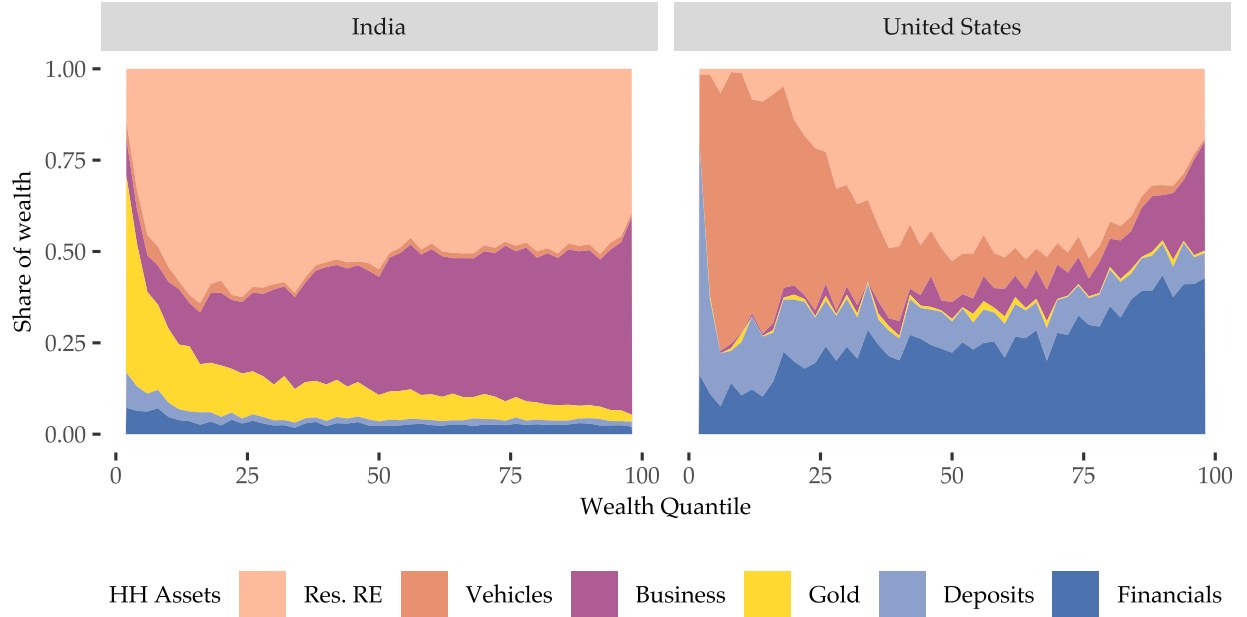 India
United States
1.00
0.75
0.50
0.25
0.00
Share of wealth
0 25 50 75 100
0 25 50 75 100
Wealth Quantile
HH Assets Res. RE Vehicles Business Gold Deposits Financials